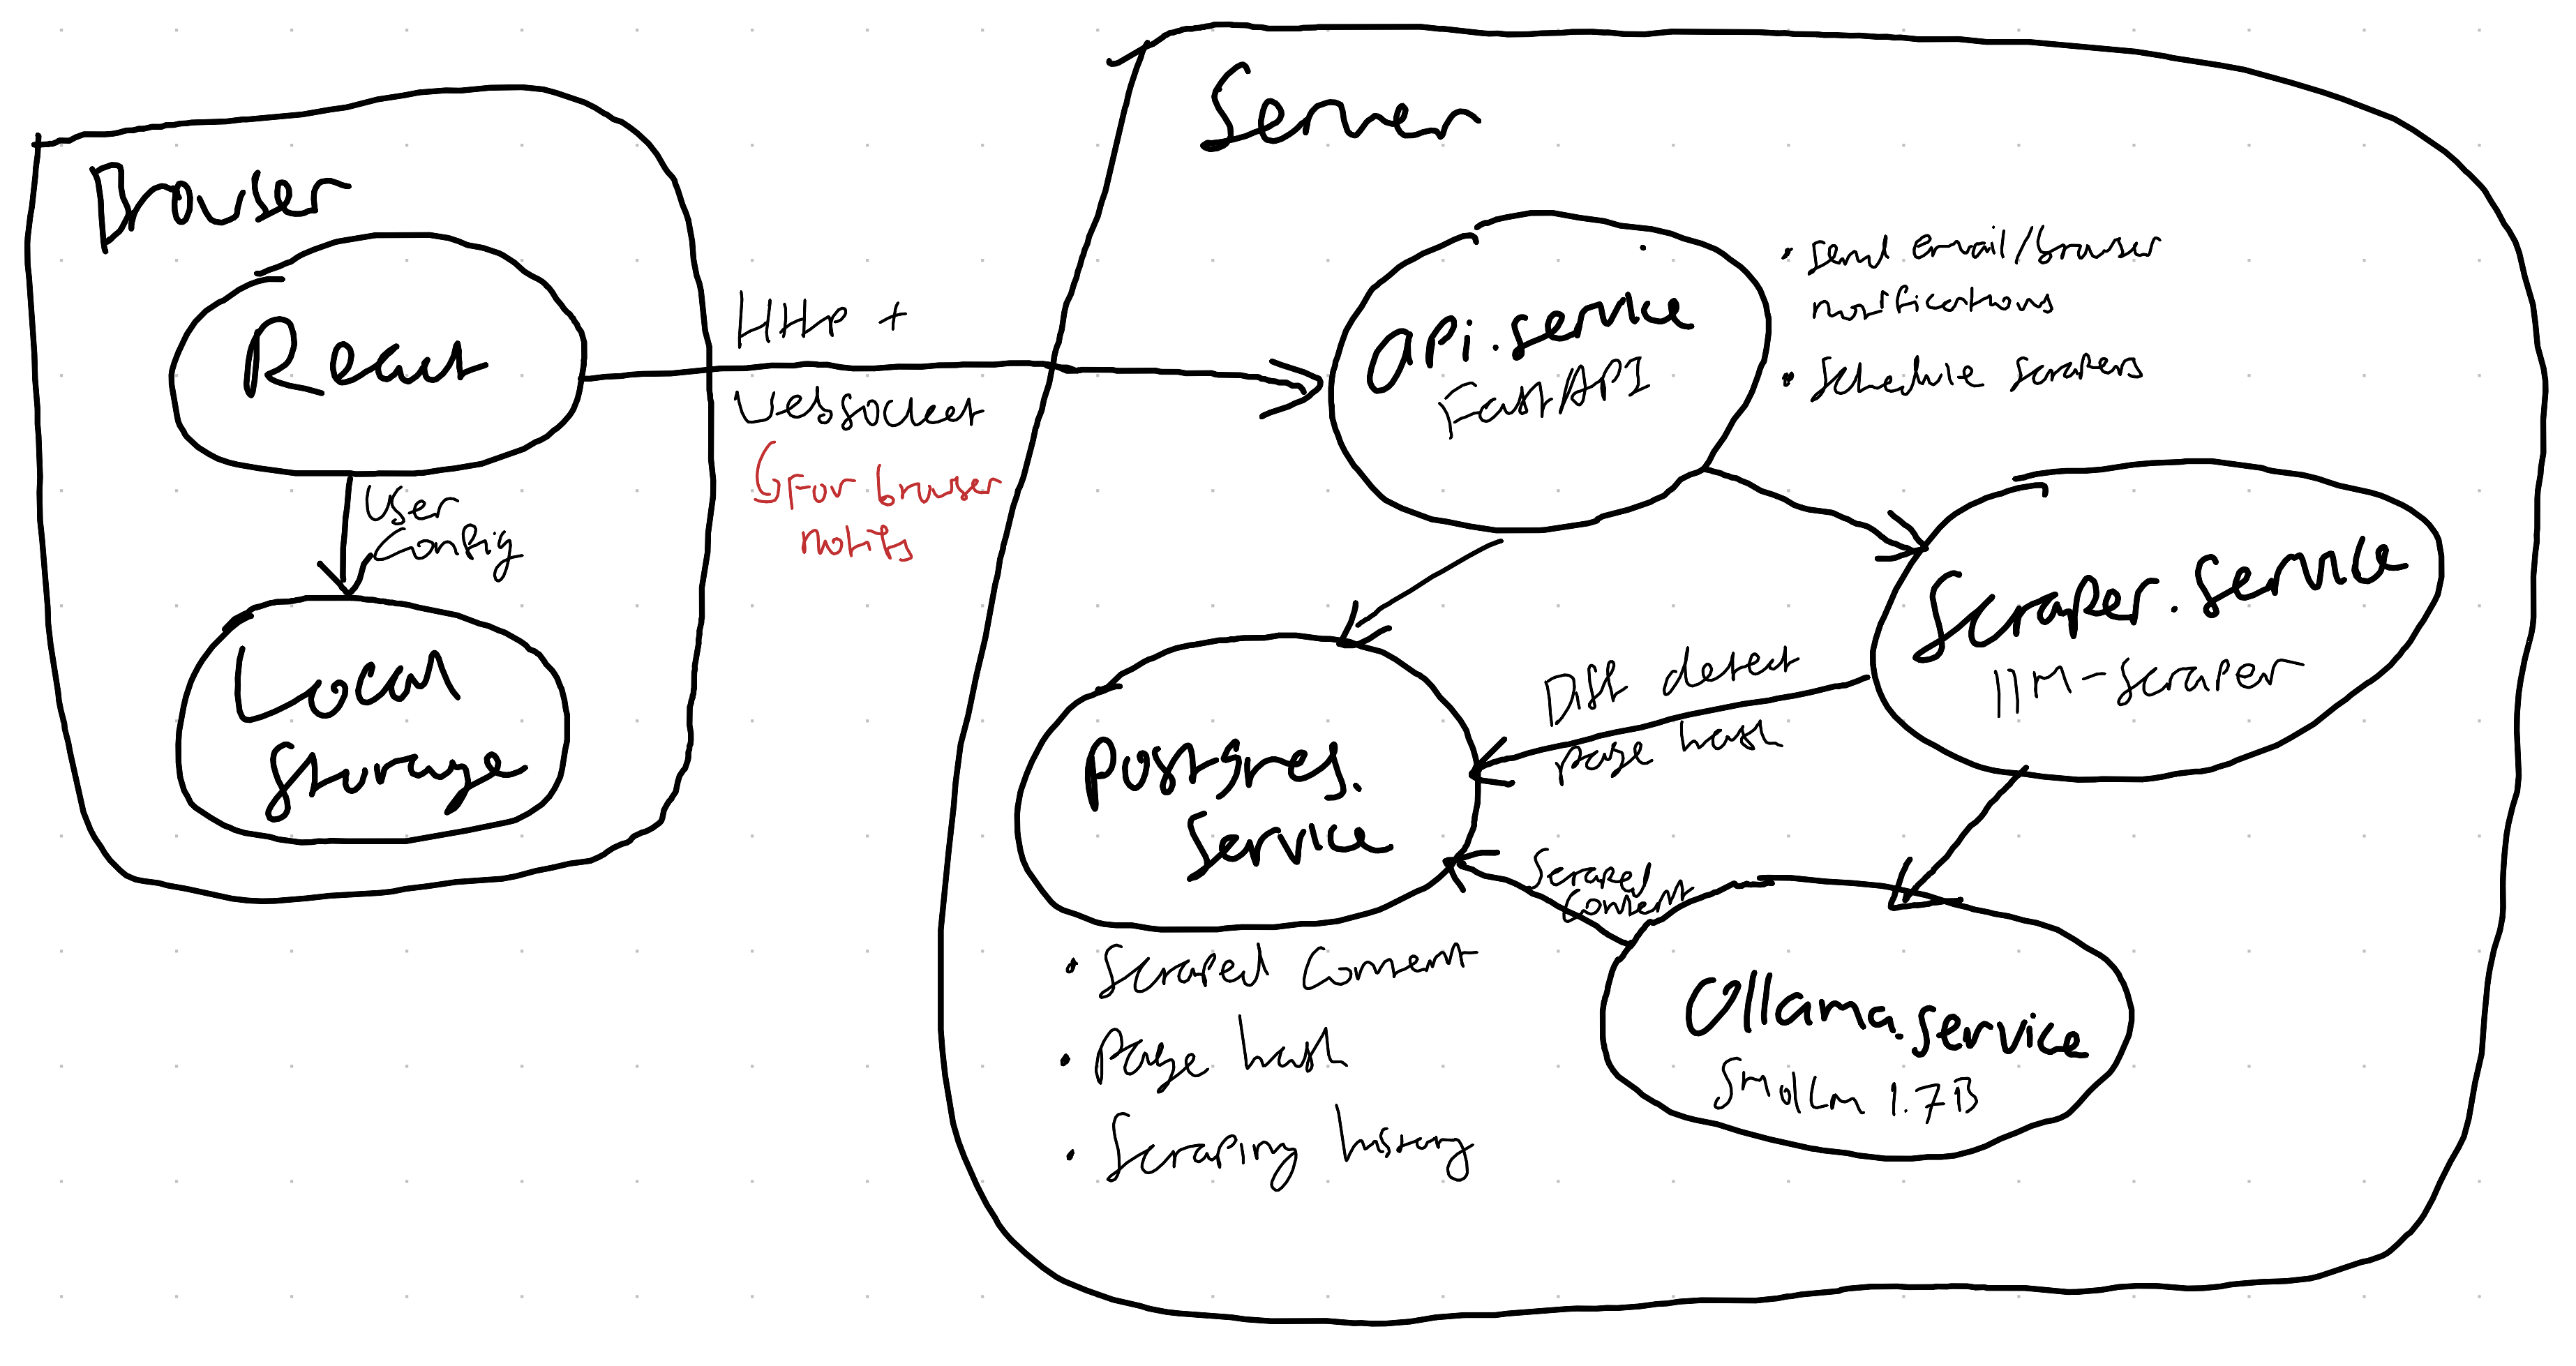 Browser
React
User
Config
Local
Storage
HTTP +
Websocket
For browser
notifs
Server
api.service
FastAPI
• Send email/browser
notifications
• Schedule scrapers
Scraper.service
llm-scraper
Diff detect
page hash
Postgres.
service
Scraped
Content
• Scraped Content
• Page hash
• Scraping history
Ollama.service
SmolLm 1.7B